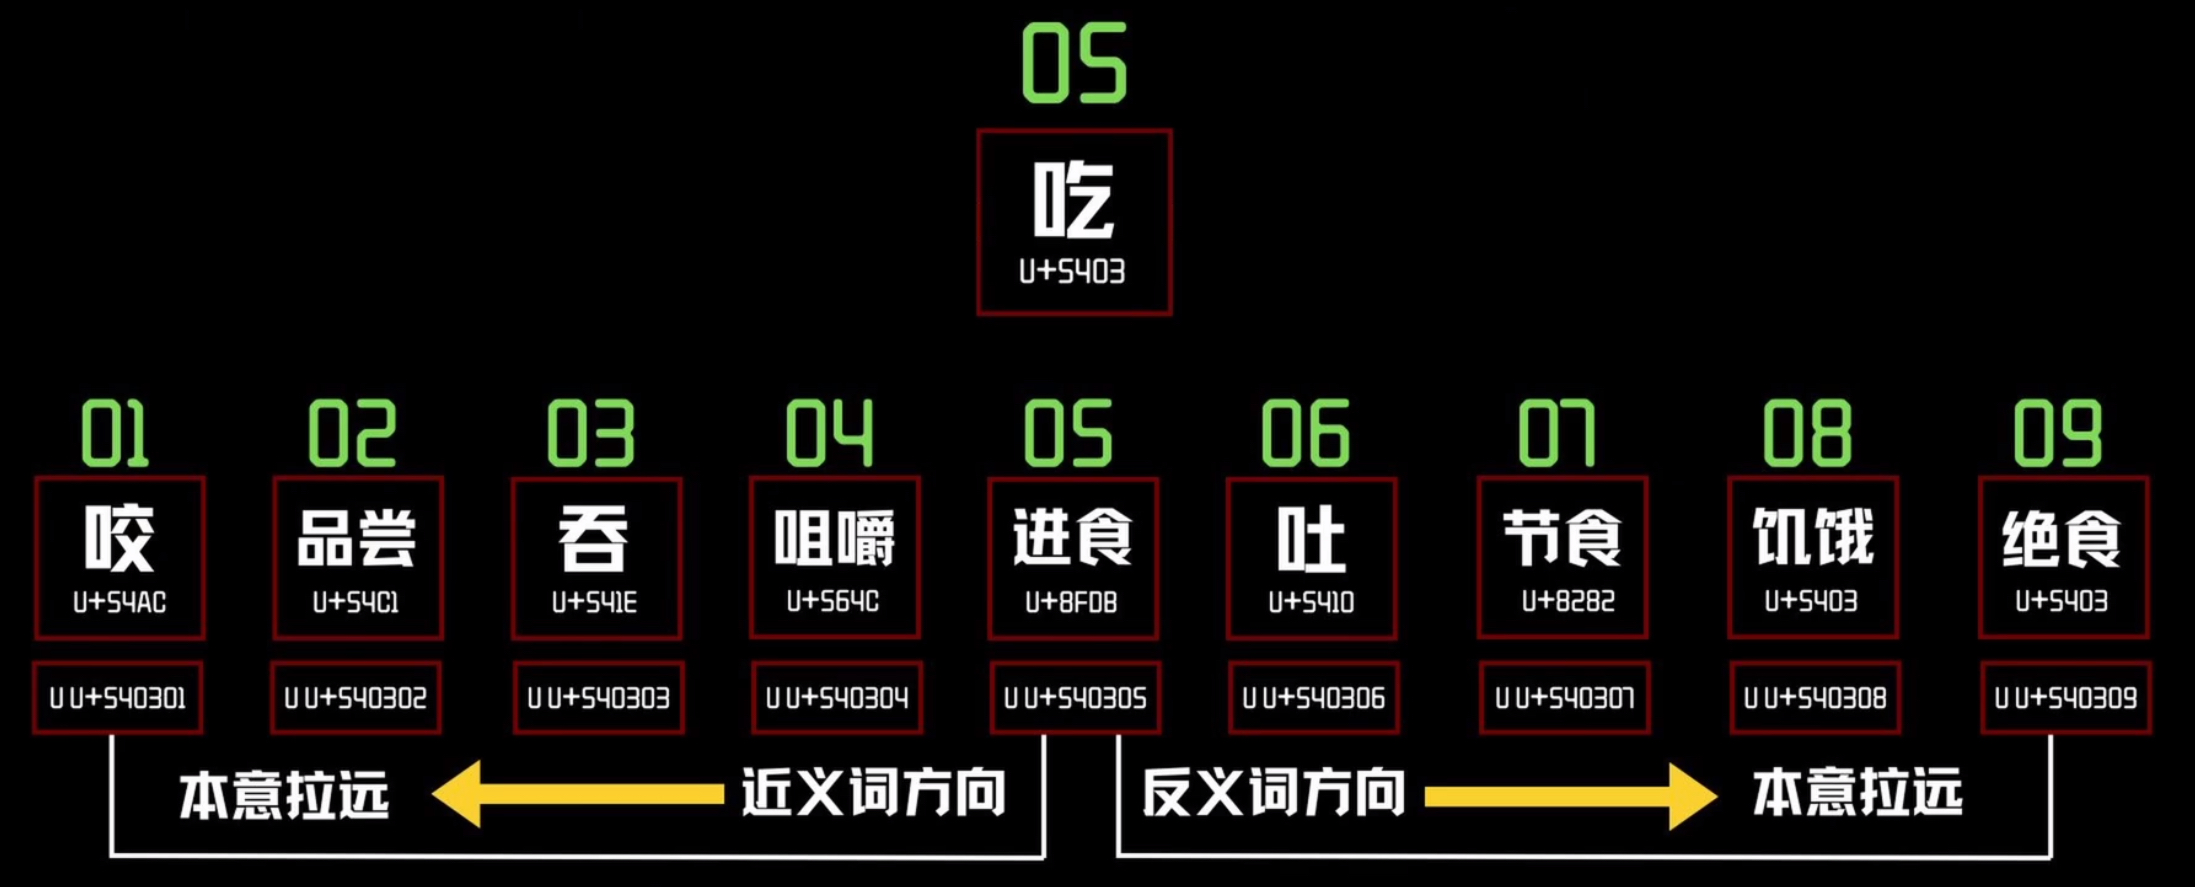 05
吃
U+5403
01 02 03 04 05 06 07 08 09
咬 品尝 吞 咀嚼 进食 吐 节食 饥饿 绝食
U+54AC U+54C1 U+541E U+564C U+8FDB U+5410 U+8282 U+5403 U+5403
U U+540301 U U+540302 U U+540303 U U+540304 U U+540305 U U+540306 U U+540307 U U+540308 U U+540309
本意拉远 近义词方向 反义词方向 本意拉远